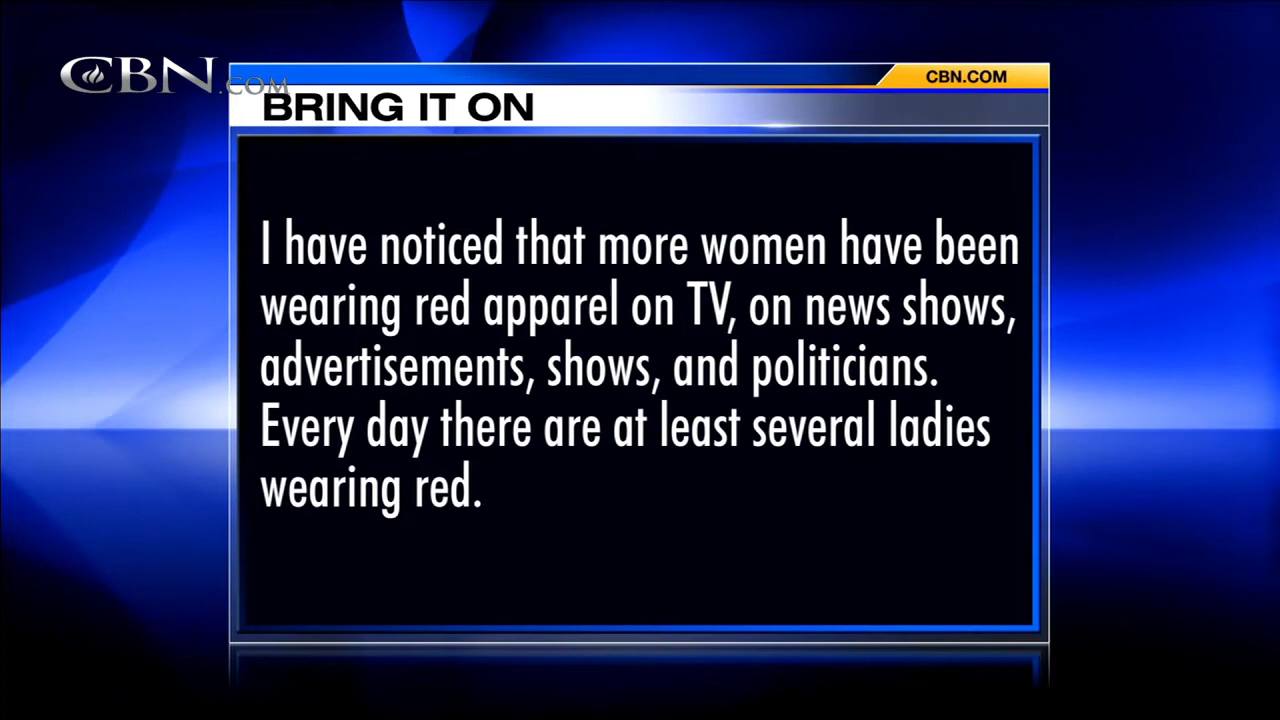 CBN.COM
CBN.COM
BRING IT ON
I have noticed that more women have been
wearing red apparel on TV, on news shows,
advertisements, shows, and politicians.
Every day there are at least several ladies
wearing red.